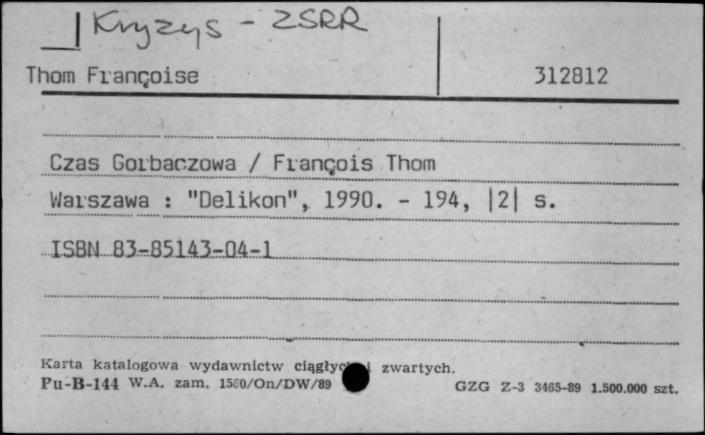 Kryzys - ZSRR
Thom Françoise 312812
Czas Gorbaczowa / François Thom
Warszawa : "Delikon", 1990. - 194, |2| s.
ISBN 83-85143-04-1
Karta katalogowa wydawnictw i zwartych.
Pu-B-144 W.A. zam. 1560/On/DW/89 GZG Z-3 3465-89 1.500.000 szt.